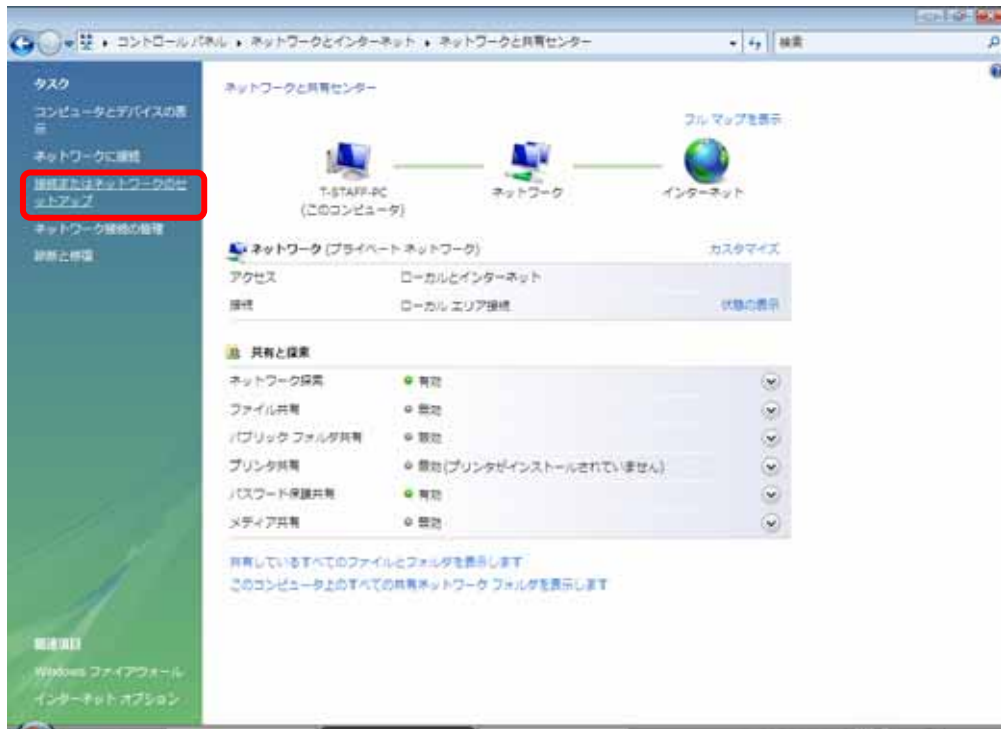 コントロール パネル ▸ ネットワークとインターネット ▸ ネットワークと共有センター
検索
タスク
コンピュータとデバイスの表
示
ネットワークに接続
接続またはネットワークのセ
ットアップ
ネットワーク接続の管理
診断と修復
ネットワークと共有センター
フル マップを表示
T-STAFF-PC
(このコンピュータ)
ネットワーク
インターネット
ネットワーク (プライベート ネットワーク)
カスタマイズ
アクセス ローカルとインターネット
接続 ローカル エリア接続 状態の表示
共有と探索
ネットワーク探索 有効
ファイル共有 無効
パブリック フォルダ共有 無効
プリンタ共有 無効(プリンタがインストールされていません)
パスワード保護共有 有効
メディア共有 無効
共有しているすべてのファイルとフォルダを表示します
このコンピュータ上のすべての共有ネットワーク フォルダを表示します
関連項目
Windows ファイアウォール
インターネット オプション